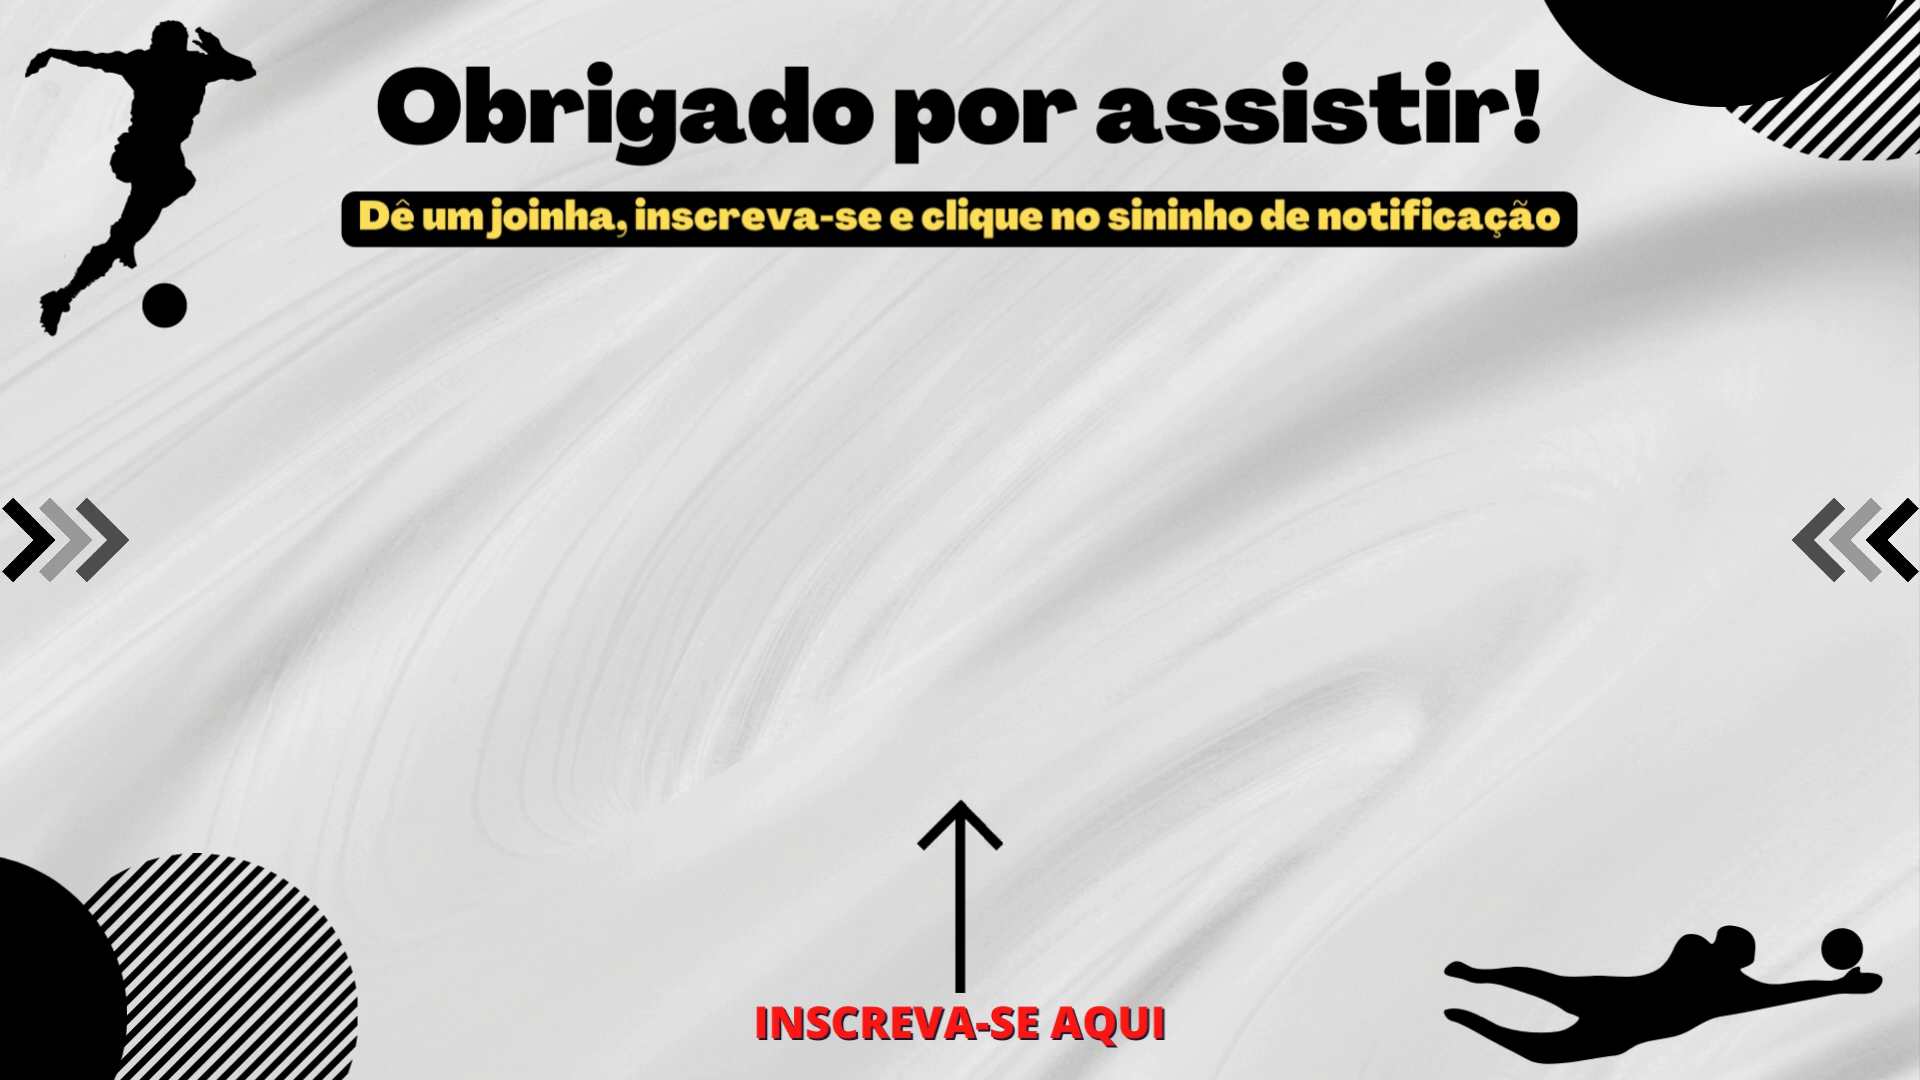 Obrigado por assistir!
Dê um joinha, inscreva-se e clique no sininho de notificação
INSCREVA-SE AQUI